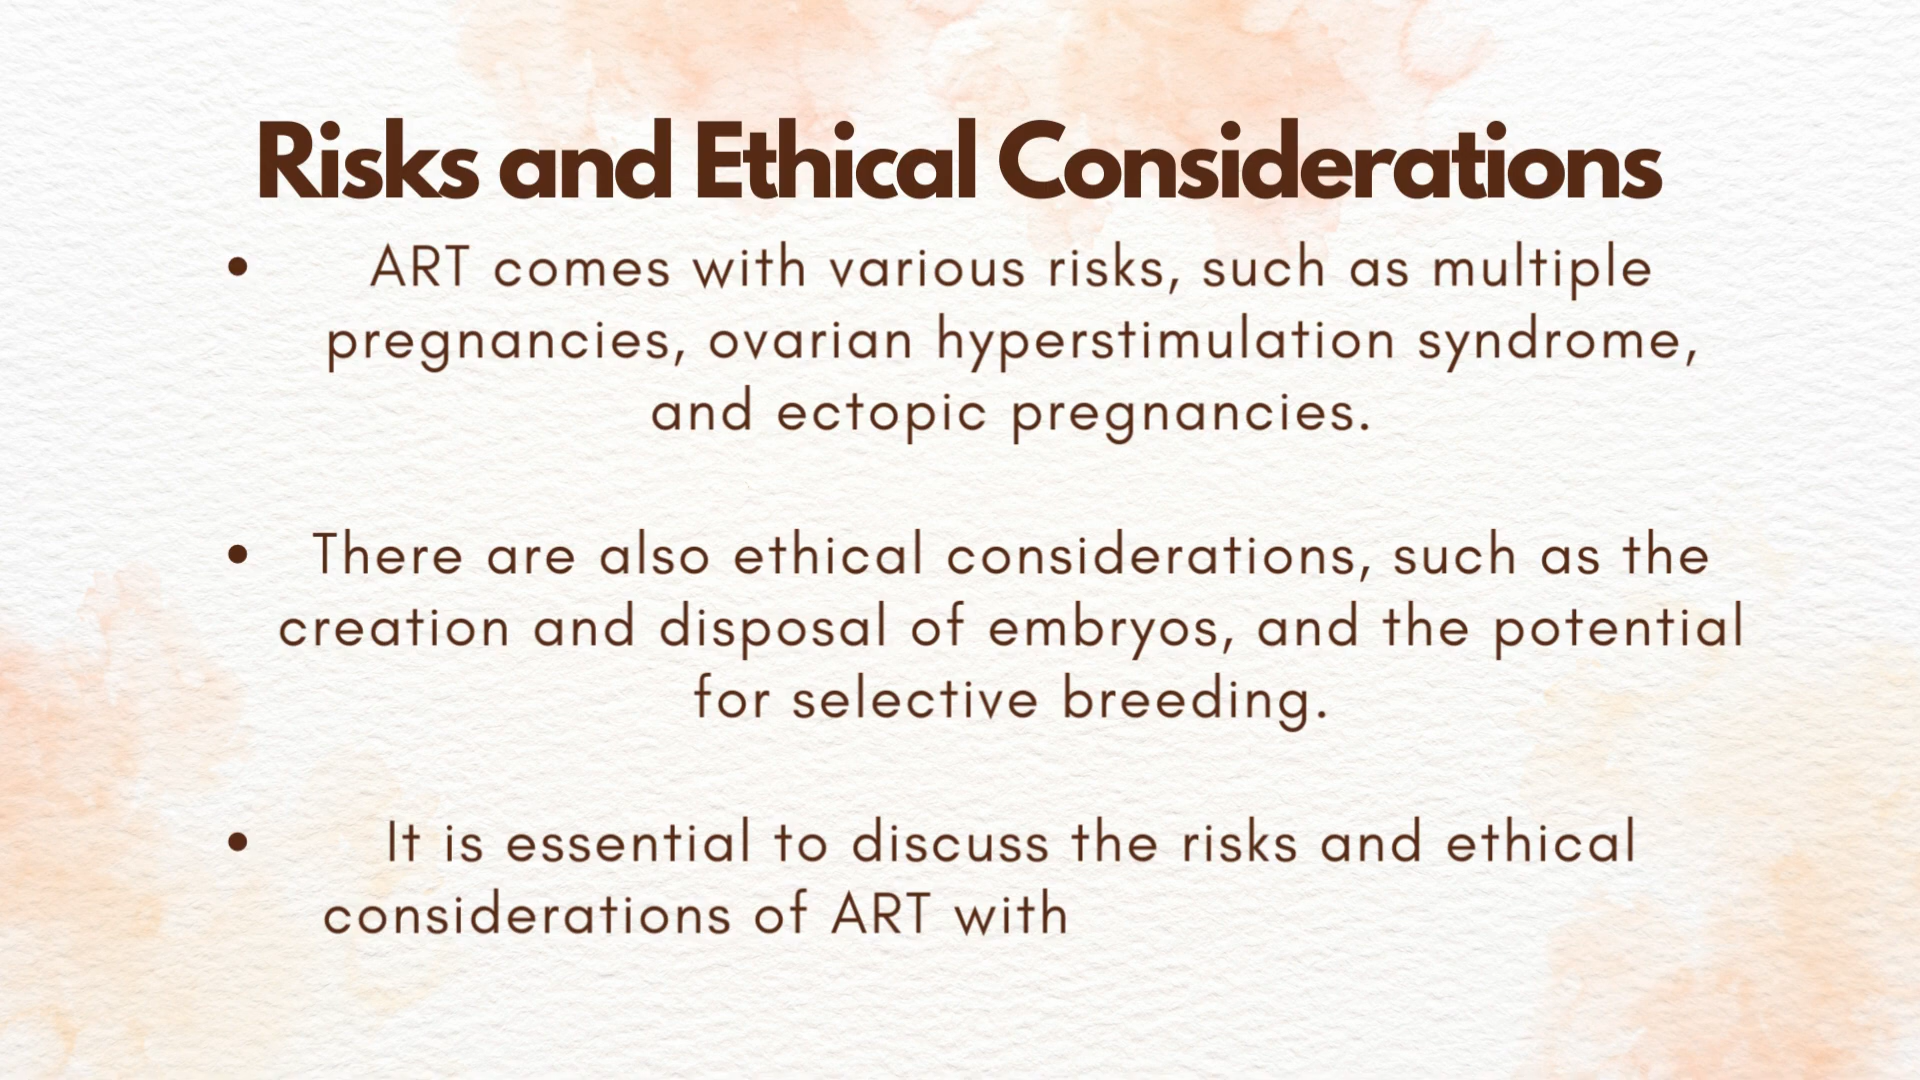 Risks and Ethical Considerations
• ART comes with various risks, such as multiple
pregnancies, ovarian hyperstimulation syndrome,
and ectopic pregnancies.
• There are also ethical considerations, such as the
creation and disposal of embryos, and the potential
for selective breeding.
• It is essential to discuss the risks and ethical
considerations of ART with